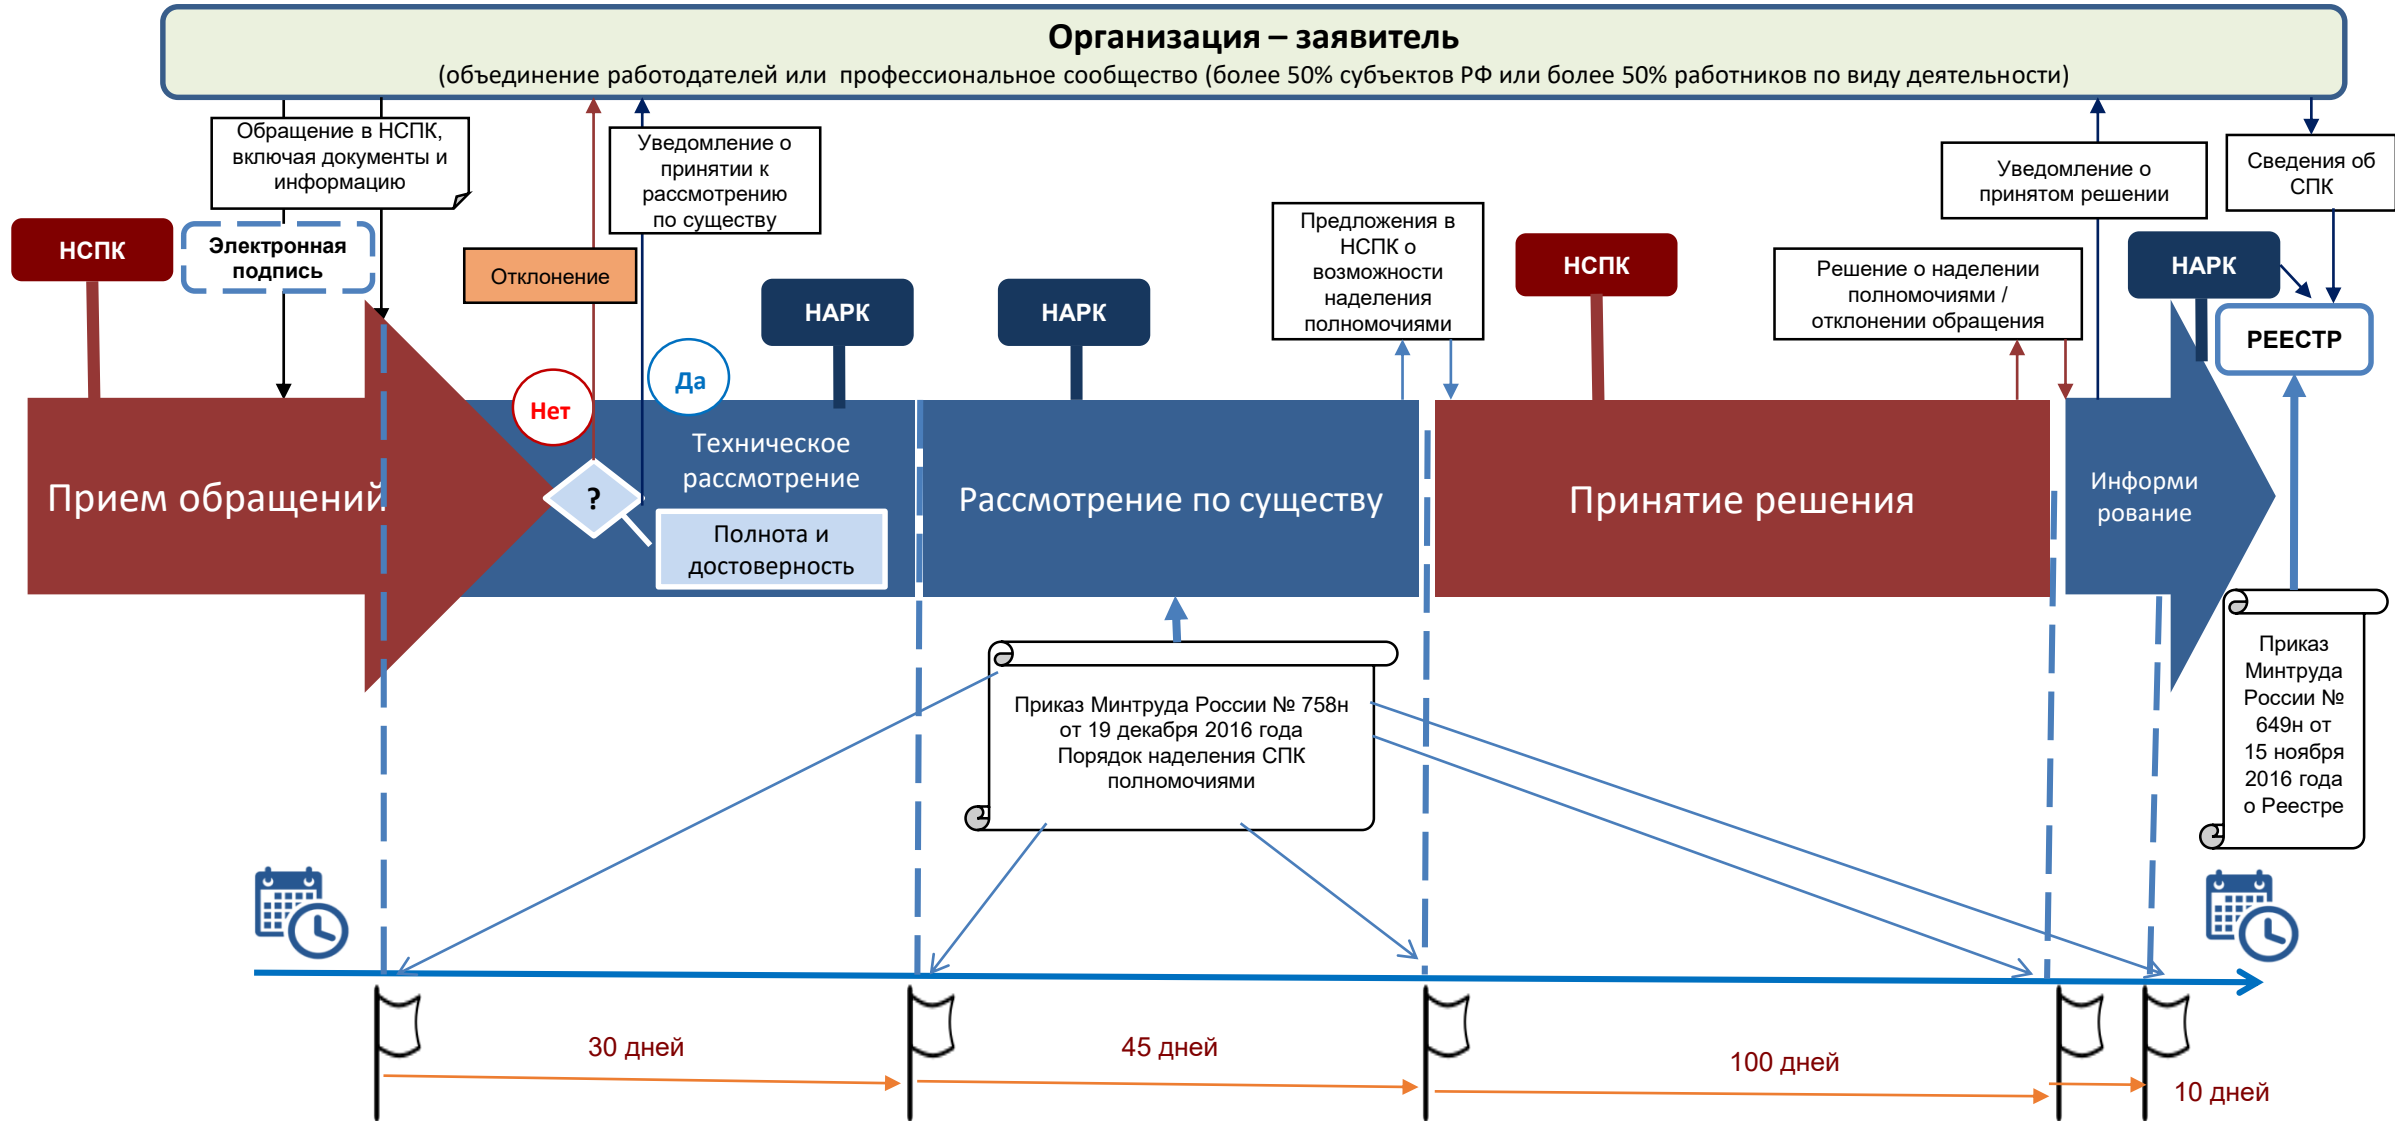 Организация – заявитель
(объединение работодателей или профессиональное сообщество (более 50% субъектов РФ или более 50% работников по виду деятельности)
Обращение в НСПК,
включая документы и
информацию
Уведомление о
принятии к
рассмотрению
по существу
Уведомление о
принятом решении
Сведения об
СПК
НСПК
Электронная
подпись
Отклонение
Предложения в
НСПК о
возможности
наделения
полномочиями
НСПК
Решение о наделении
полномочиями /
отклонении обращения
НАРК
НАРК
НАРК
РЕЕСТР
Нет
Да
Прием обращений
?
Техническое
рассмотрение
Полнота и
достоверность
Рассмотрение по существу
Принятие решения
Информи
рование
Приказ Минтруда России № 758н
от 19 декабря 2016 года
Порядок наделения СПК
полномочиями
Приказ
Минтруда
России №
649н от
15 ноября
2016 года
о Реестре
30 дней
45 дней
100 дней
10 дней